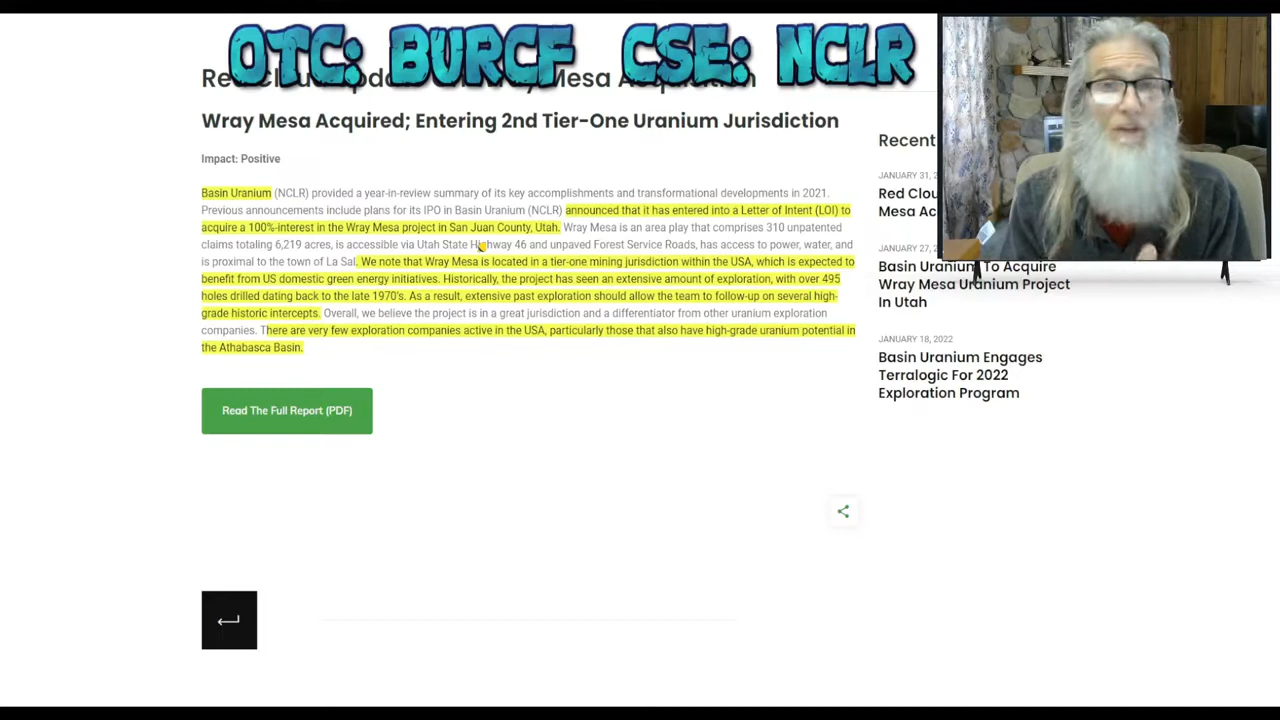 OTC: BURCF CSE: NCLR
Wray Mesa Acquired; Entering 2nd Tier-One Uranium Jurisdiction
Impact: Positive
Basin Uranium (NCLR) provided a year-in-review summary of its key accomplishments and transformational developments in 2021.
Previous announcements include plans for its IPO in Basin Uranium (NCLR) announced that it has entered into a Letter of Intent (LOI) to
acquire a 100%-interest in the Wray Mesa project in San Juan County, Utah. Wray Mesa is an area play that comprises 310 unpatented
claims totaling 6,219 acres, is accessible via Utah State Highway 46 and unpaved Forest Service Roads, has access to power, water, and
is proximal to the town of La Sal. We note that Wray Mesa is located in a tier-one mining jurisdiction within the USA, which is expected to
benefit from US domestic green energy initiatives. Historically, the project has seen an extensive amount of exploration, with over 495
holes drilled dating back to the late 1970's. As a result, extensive past exploration should allow the team to follow-up on several high-
grade historic intercepts. Overall, we believe the project is in a great jurisdiction and a differentiator from other uranium exploration
companies. There are very few exploration companies active in the USA, particularly those that also have high-grade uranium potential in
the Athabasca Basin.
Read The Full Report (PDF)
Recent
JANUARY 31,
Red
Mesa
JANUARY 27,
Basin Uranium To Acquire
Wray Mesa Uranium Project
In Utah
JANUARY 18, 2022
Basin Uranium Engages
Terralogic For 2022
Exploration Program